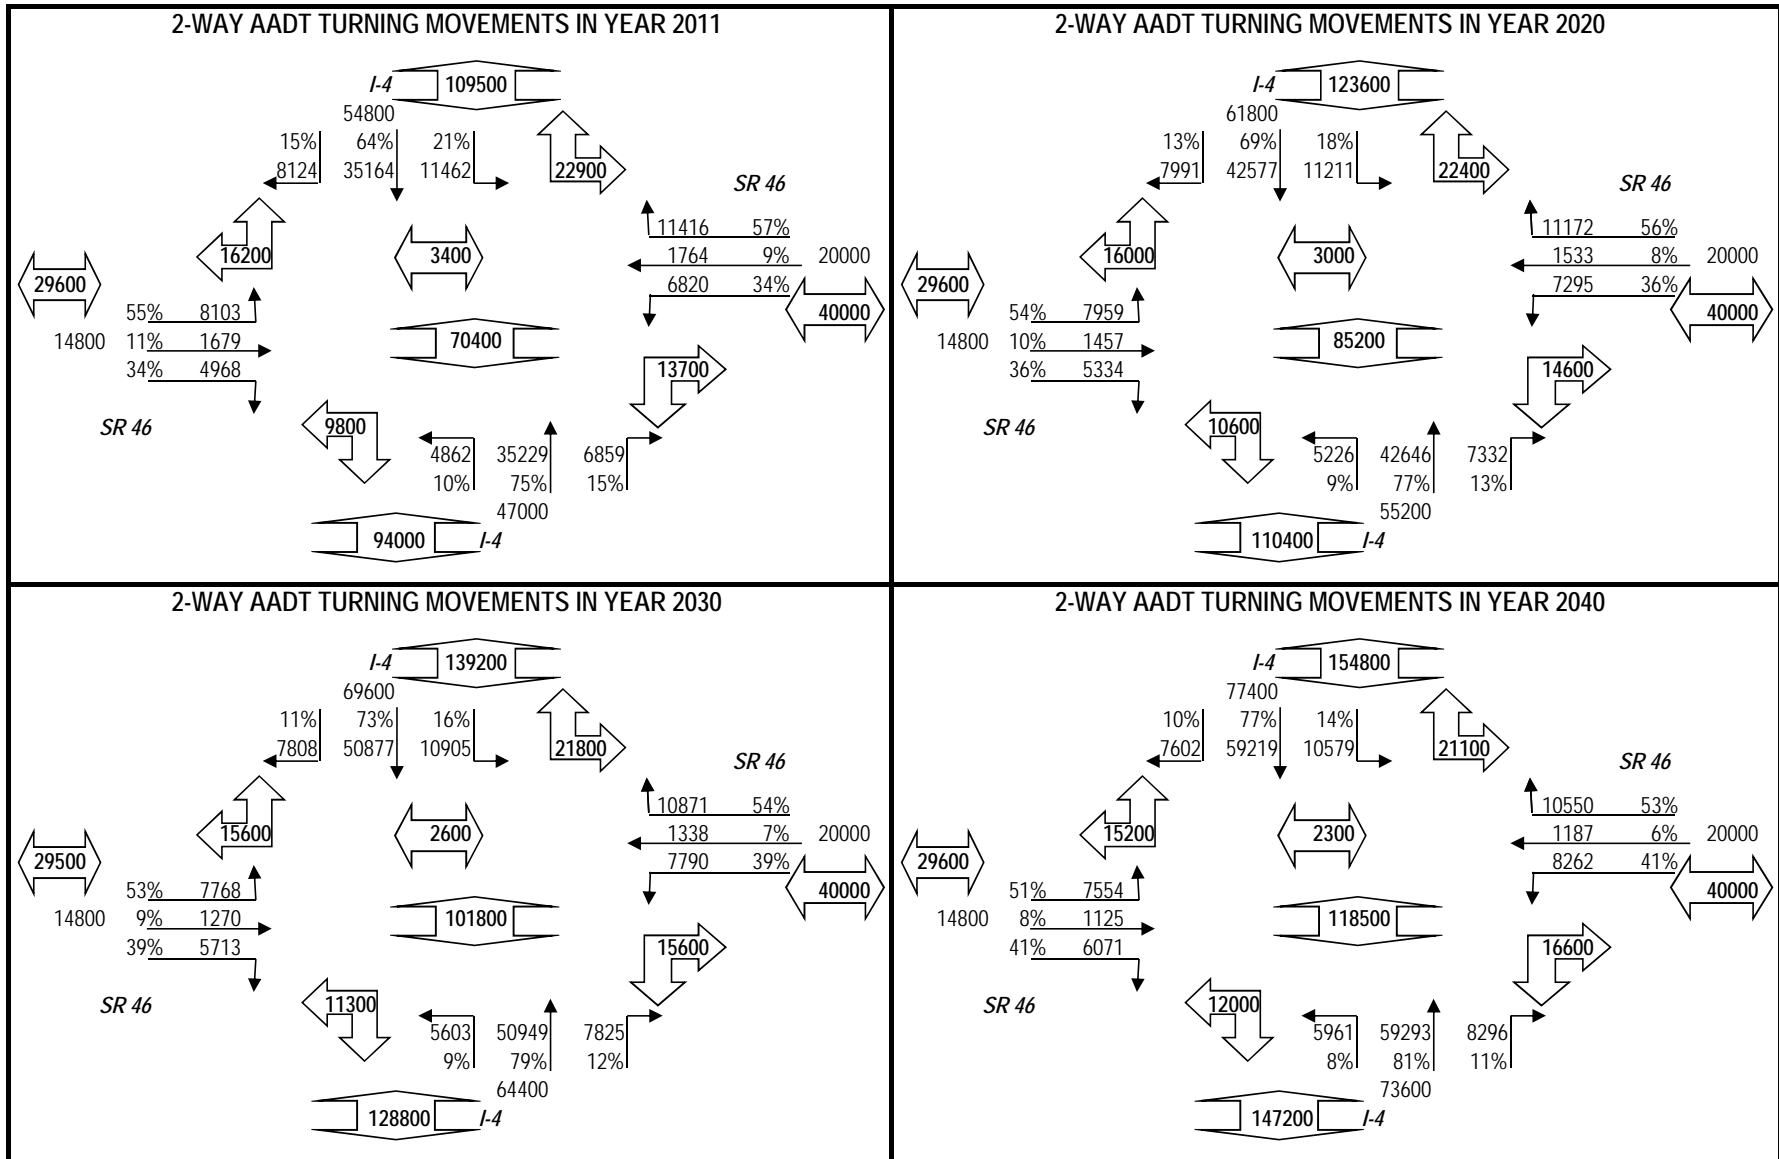 2-WAY AADT TURNING MOVEMENTS IN YEAR 2011
I-4 109500
54800
15% 64% 21%
8124 35164 11462 22900
SR 46
11416 57%
16200 3400 1764 9% 20000
29600 6820 34%
55% 8103 40000
14800 11% 1679 70400
34% 4968 13700
SR 46 9800
4862 35229 6859
10% 75% 15%
47000
94000 I-4
2-WAY AADT TURNING MOVEMENTS IN YEAR 2020
I-4 123600
61800
13% 69% 18%
7991 42577 11211 22400
SR 46
11172 56%
16000 3000 1533 8% 20000
29600 7295 36%
54% 7959 40000
14800 10% 1457 85200
36% 5334 14600
SR 46 10600
5226 42646 7332
9% 77% 13%
55200
110400 I-4
2-WAY AADT TURNING MOVEMENTS IN YEAR 2030
I-4 139200
69600
11% 73% 16%
7808 50877 10905 21800
SR 46
10871 54%
15600 2600 1338 7% 20000
29500 7790 39%
53% 7768 40000
14800 9% 1270 101800
39% 5713 15600
SR 46 11300
5603 50949 7825
9% 79% 12%
64400
128800 I-4
2-WAY AADT TURNING MOVEMENTS IN YEAR 2040
I-4 154800
77400
10% 77% 14%
7602 59219 10579 21100
SR 46
10550 53%
15200 2300 1187 6% 20000
29600 8262 41%
51% 7554 40000
14800 8% 1125 118500
41% 6071 16600
SR 46 12000
5961 59293 8296
8% 81% 11%
73600
147200 I-4